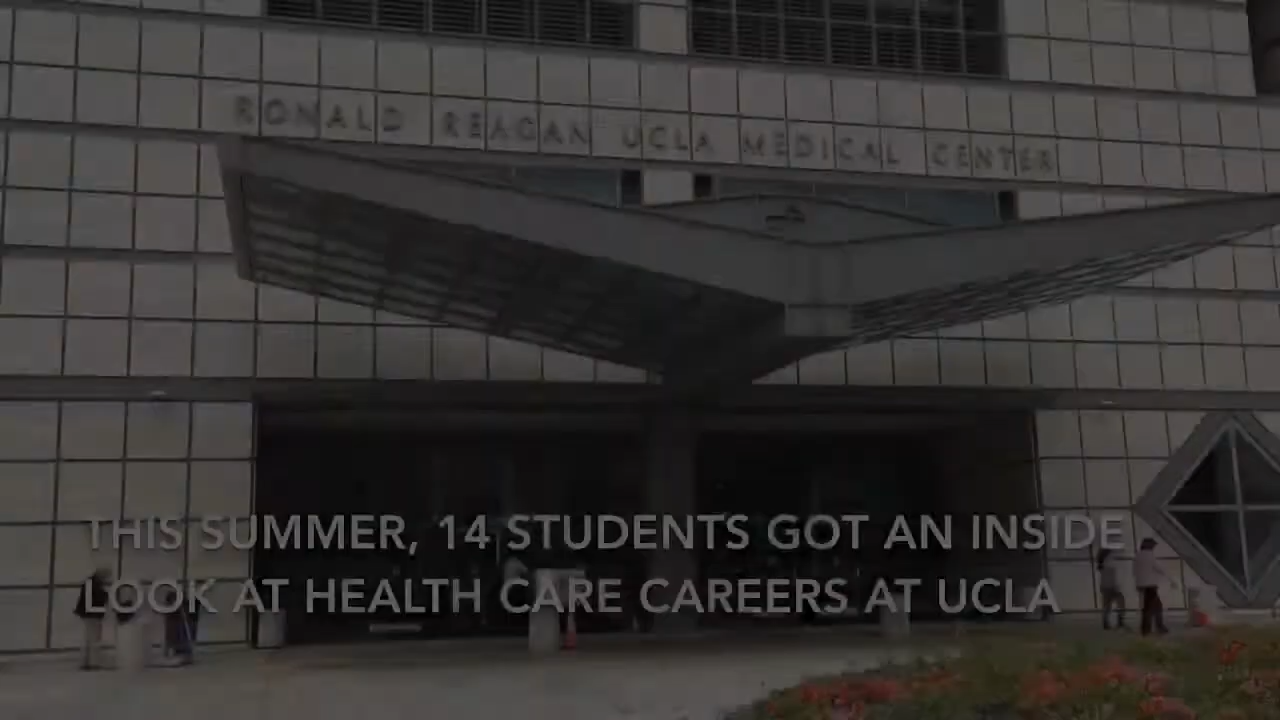 RONALD REAGAN UCLA MEDICAL CENTER
THIS SUMMER, 14 STUDENTS GOT AN INSIDE
LOOK AT HEALTH CARE CAREERS AT UCLA